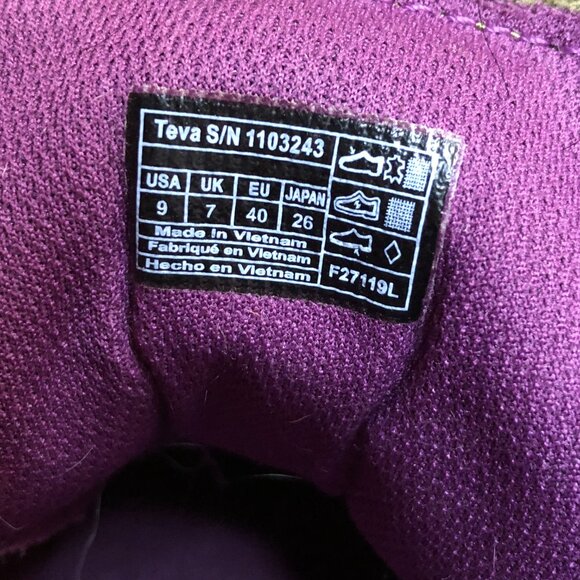 Teva S/N 1103243
USA UK EU JAPAN
9 7 40 26
Made in Vietnam
Fabriqué en Vietnam
Hecho en Vietnam
F27119L